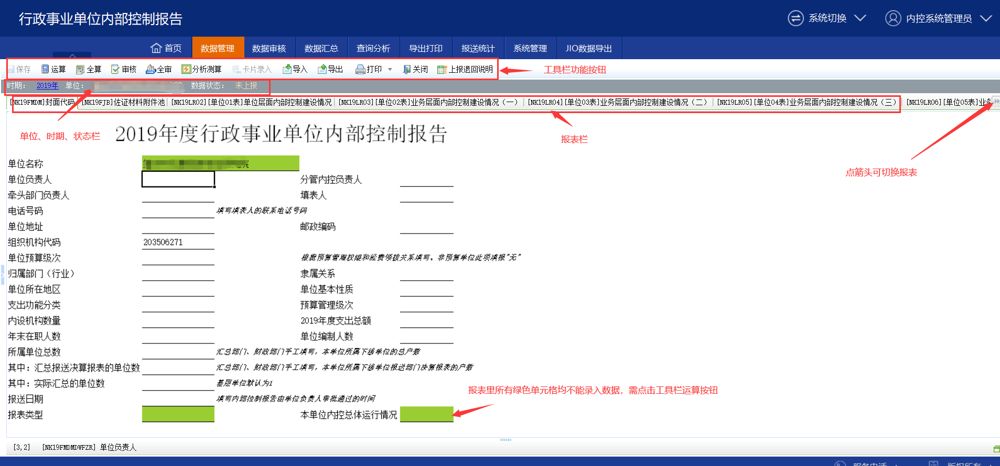 行政事业单位内部控制报告
系统切换
内控系统管理员
首页 数据管理 数据审核 数据汇总 查询分析 导出打印 报送统计 系统管理 JIO数据导出
保存 运算 全算 审核 全审 分析测算 卡片录入 导入 导出 打印 关闭 上报退回说明
工具栏功能按钮
时期： 2019年 单位： 数据状态： 未上报
[NK19FMDM]封面代码 [NK19FJB]佐证材料附件池 [NK19LR02][单位01表]单位层面内部控制建设情况 [NK19LR03][单位02表]业务层面内部控制建设情况（一） [NK19LR04][单位03表]业务层面内部控制建设情况（二） [NK19LR05][单位04表]业务层面内部控制建设情况（三） [NK19LR06][单位05表]业务
单位、时期、状态栏
2019年度行政事业单位内部控制报告
报表栏
点箭头可切换报表
单位名称 院
单位负责人 分管内控负责人
牵头部门负责人 填表人
电话号码 填写填表人的联系电话号码
单位地址 邮政编码
组织机构代码 203506271
单位预算级次 根据预算管理权限和经费领拨关系填写。非预算单位此项填报"无"
归属部门（行业） 隶属关系
单位所在地区 单位基本性质
支出功能分类 预算管理级次
内设机构数量 2019年度支出总额
年末在职人数 单位编制人数
所属单位总数 汇总部门、财政部门手工填写，本单位所属下级单位的总户数
其中：汇总报送决算报表的单位数 汇总部门、财政部门手工填写，本单位所属下级单位报送部门决算报表的户数
其中：实际汇总的单位数 基层单位默认为1
报表里所有绿色单元格均不能录入数据，需点击工具栏运算按钮
报送日期 填写内部控制报告由单位负责人审批通过的时间
报表类型 本单位内控总体运行情况
[3,2] [NK19FMDMDWFZR] 单位负责人
服务电话
版权所有